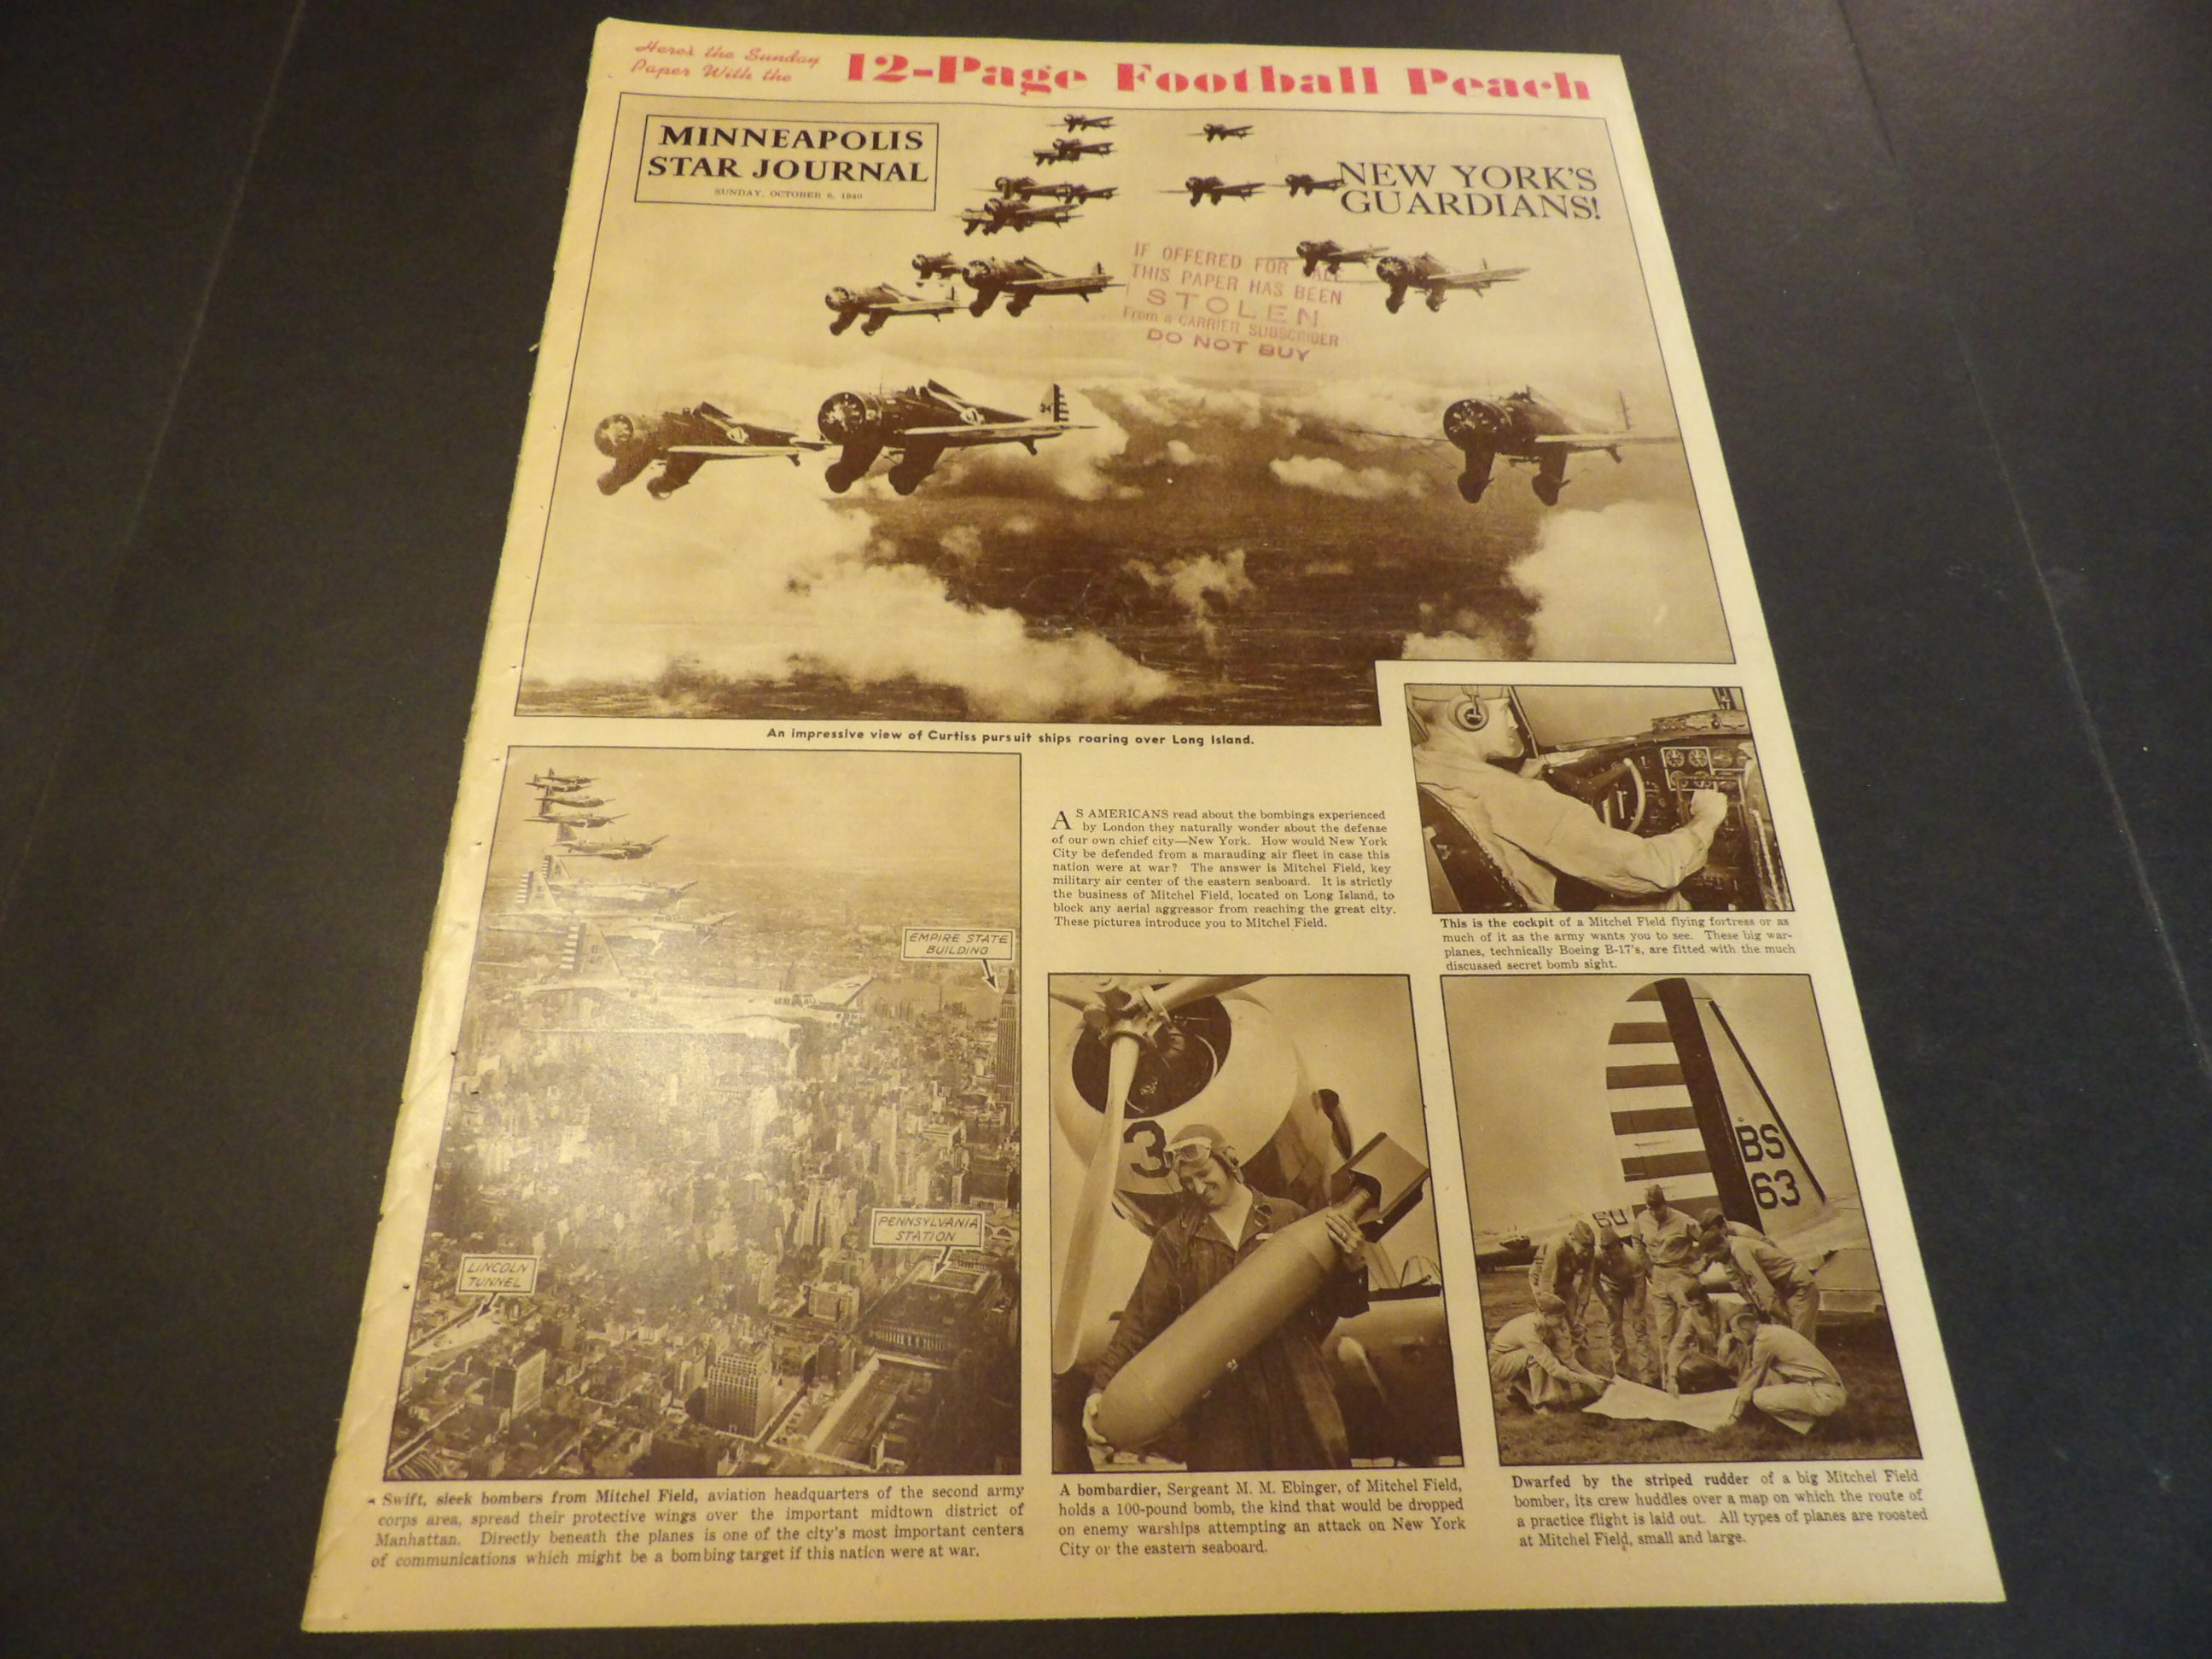 Here's the Sunday
Paper With the
12-Page Football Peach
MINNEAPOLIS
STAR JOURNAL
SUNDAY, OCTOBER 6, 1940
NEW YORK'S
GUARDIANS!
IF OFFERED FOR SALE
THIS PAPER HAS BEEN
STOLEN
From a CARRIER SUBSCRIBER
DO NOT BUY
34
An impressive view of Curtiss pursuit ships roaring over Long Island.
AS AMERICANS read about the bombings experienced
by London they naturally wonder about the defense
of our own chief city—New York. How would New York
City be defended from a marauding air fleet in case this
nation were at war? The answer is Mitchel Field, key
military air center of the eastern seaboard. It is strictly
the business of Mitchel Field, located on Long Island, to
block any aerial aggressor from reaching the great city.
These pictures introduce you to Mitchel Field.
This is the cockpit of a Mitchel Field flying fortress or as
much of it as the army wants you to see. These big war-
planes, technically Boeing B-17's, are fitted with the much
discussed secret bomb sight.
EMPIRE STATE
BUILDING
PENNSYLVANIA
STATION
LINCOLN
TUNNEL
3
BS
63
60
Swift, sleek bombers from Mitchel Field, aviation headquarters of the second army
corps area, spread their protective wings over the important midtown district of
Manhattan. Directly beneath the planes is one of the city's most important centers
of communications which might be a bombing target if this nation were at war.
A bombardier, Sergeant M. M. Ebinger, of Mitchel Field,
holds a 100-pound bomb, the kind that would be dropped
on enemy warships attempting an attack on New York
City or the eastern seaboard.
Dwarfed by the striped rudder of a big Mitchel Field
bomber, its crew huddles over a map on which the route of
a practice flight is laid out. All types of planes are roosted
at Mitchel Field, small and large.